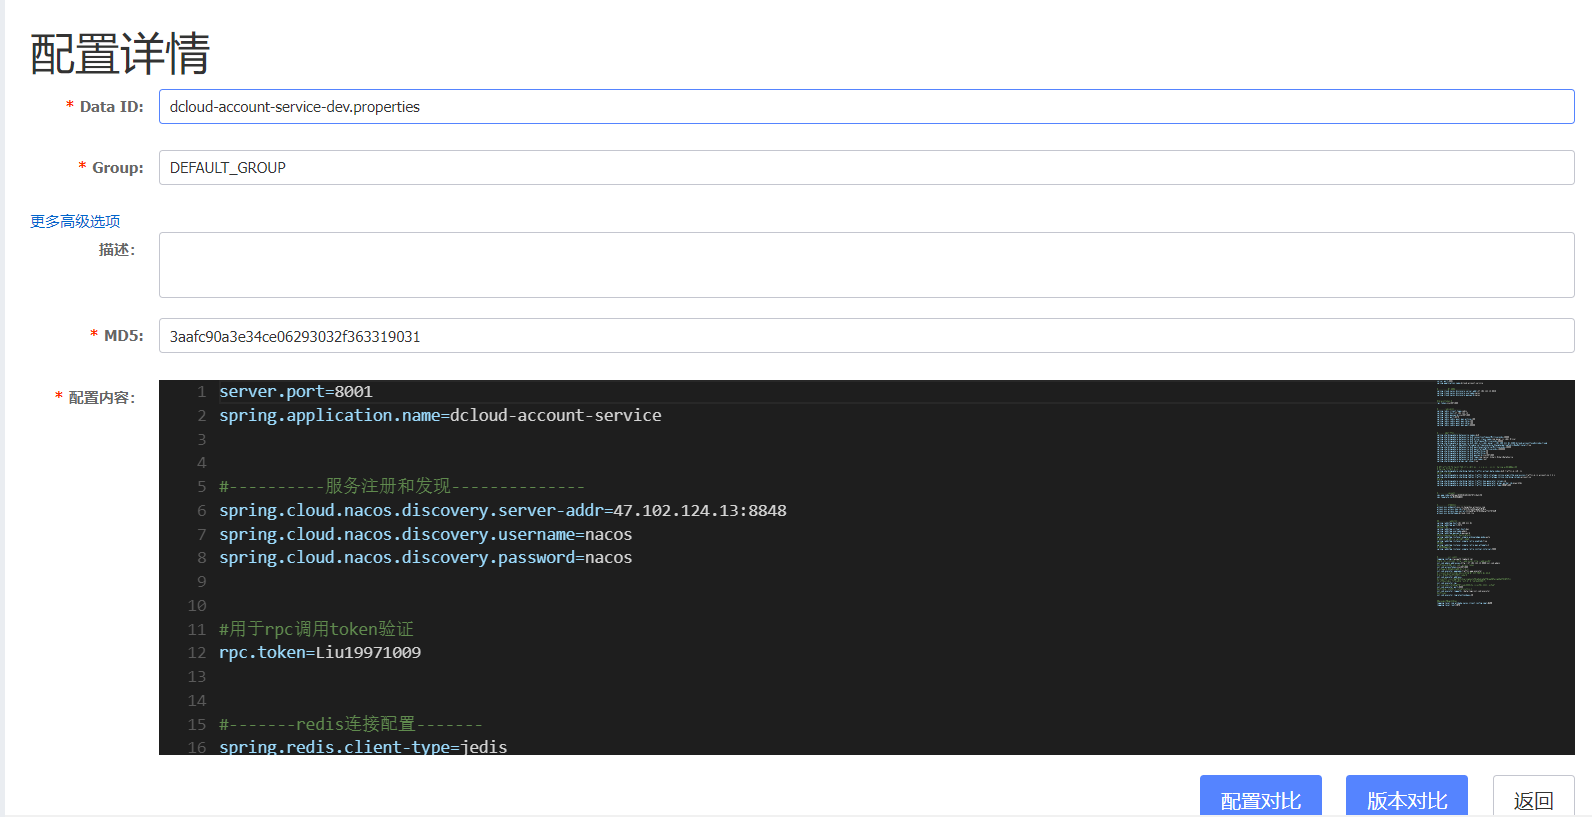 配置详情
* Data ID: dcloud-account-service-dev.properties
* Group: DEFAULT_GROUP
更多高级选项
描述:
* MD5: 3aafc90a3e34ce06293032f363319031
* 配置内容:
1 server.port=8001
2 spring.application.name=dcloud-account-service
3
4
5 #----------服务注册和发现--------------
6 spring.cloud.nacos.discovery.server-addr=47.102.124.13:8848
7 spring.cloud.nacos.discovery.username=nacos
8 spring.cloud.nacos.discovery.password=nacos
9
10
11 #用于rpc调用token验证
12 rpc.token=Liu19971009
13
14
15 #-------redis连接配置-------
16 spring.redis.client-type=jedis
配置对比 版本对比 返回